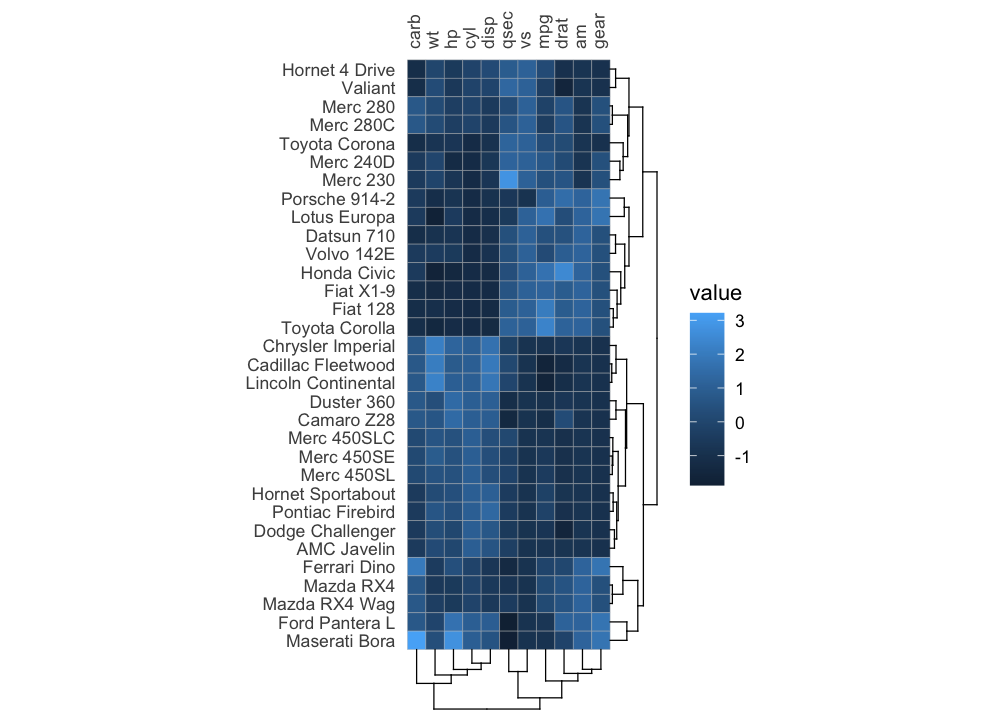 carb wt hp cyl disp qsec vs mpg drat am gear
Hornet 4 Drive
Valiant
Merc 280
Merc 280C
Toyota Corona
Merc 240D
Merc 230
Porsche 914-2
Lotus Europa
Datsun 710
Volvo 142E
Honda Civic
Fiat X1-9
Fiat 128
Toyota Corolla
Chrysler Imperial
Cadillac Fleetwood
Lincoln Continental
Duster 360
Camaro Z28
Merc 450SLC
Merc 450SE
Merc 450SL
Hornet Sportabout
Pontiac Firebird
Dodge Challenger
AMC Javelin
Ferrari Dino
Mazda RX4
Mazda RX4 Wag
Ford Pantera L
Maserati Bora
value
3
2
1
0
-1